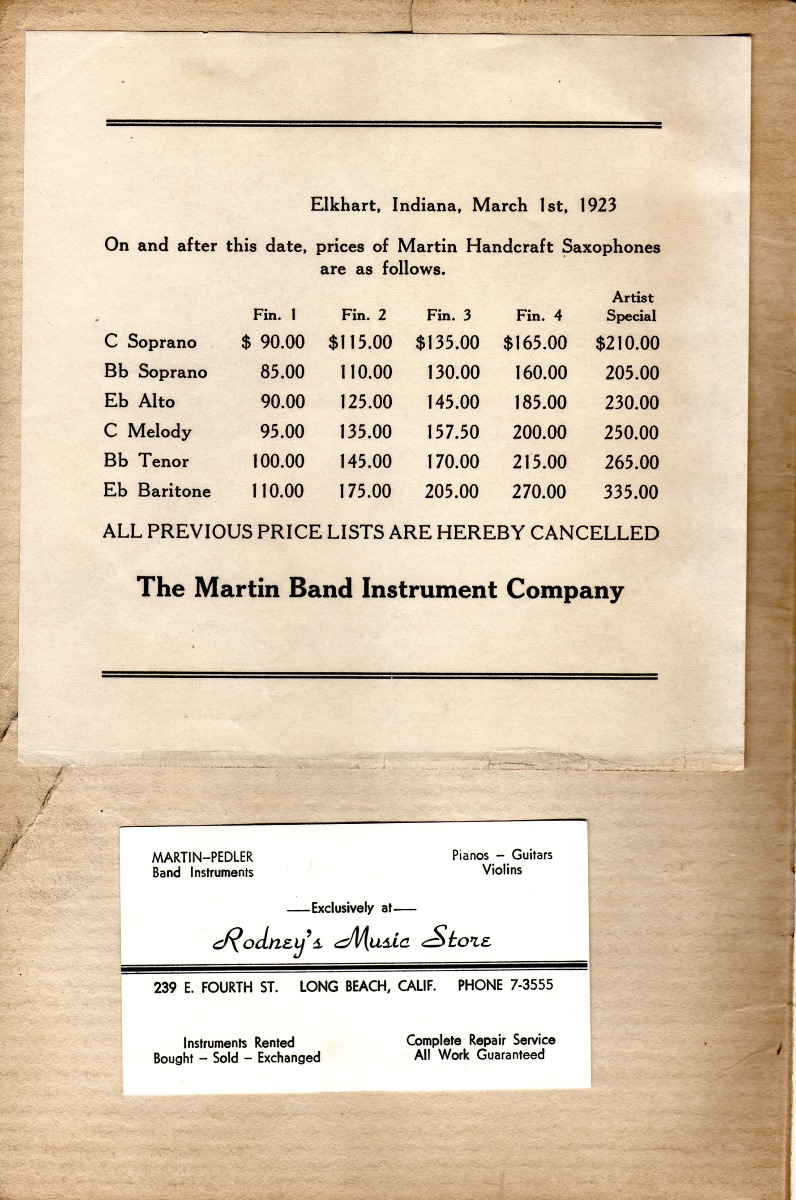 Elkhart, Indiana, March 1st, 1923
On and after this date, prices of Martin Handcraft Saxophones
are as follows.
Fin. 1 Fin. 2 Fin. 3 Fin. 4 Artist Special
C Soprano $ 90.00 $115.00 $135.00 $165.00 $210.00
Bb Soprano 85.00 110.00 130.00 160.00 205.00
Eb Alto 90.00 125.00 145.00 185.00 230.00
C Melody 95.00 135.00 157.50 200.00 250.00
Bb Tenor 100.00 145.00 170.00 215.00 265.00
Eb Baritone 110.00 175.00 205.00 270.00 335.00
ALL PREVIOUS PRICE LISTS ARE HEREBY CANCELLED
The Martin Band Instrument Company
MARTIN–PEDLER
Band Instruments
Pianos – Guitars
Violins
—Exclusively at—
Rodney's Music Store
239 E. FOURTH ST. LONG BEACH, CALIF. PHONE 7-3555
Instruments Rented
Bought – Sold – Exchanged
Complete Repair Service
All Work Guaranteed